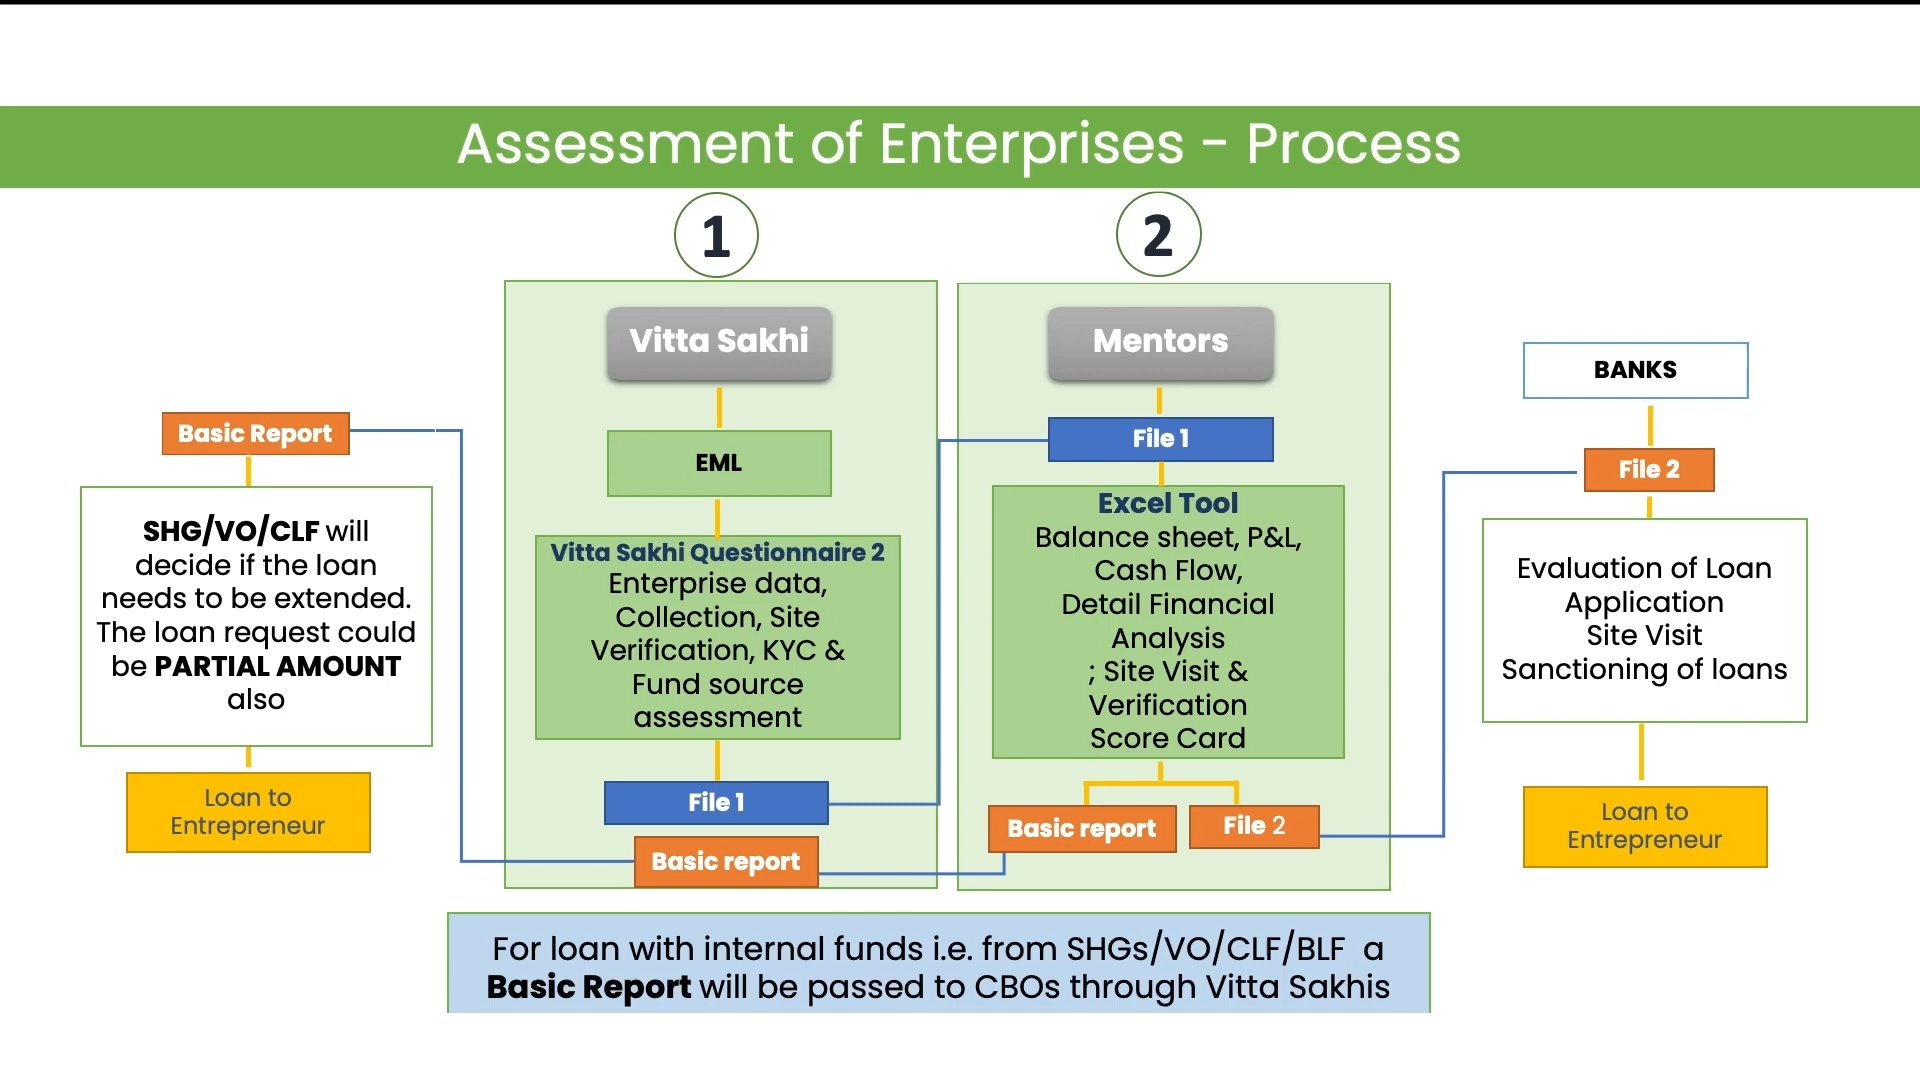 Assessment of Enterprises - Process
1
2
Vitta Sakhi
Mentors
BANKS
Basic Report
File 1
EML
File 2
SHG/VO/CLF will
decide if the loan
needs to be extended.
The loan request could
be PARTIAL AMOUNT
also
Vitta Sakhi Questionnaire 2
Enterprise data,
Collection, Site
Verification, KYC &
Fund source
assessment
Excel Tool
Balance sheet, P&L,
Cash Flow,
Detail Financial
Analysis
; Site Visit &
Verification
Score Card
Evaluation of Loan
Application
Site Visit
Sanctioning of loans
Loan to
Entrepreneur
File 1
Basic report
Basic report
File 2
Loan to
Entrepreneur
For loan with internal funds i.e. from SHGs/VO/CLF/BLF a
Basic Report will be passed to CBOs through Vitta Sakhis